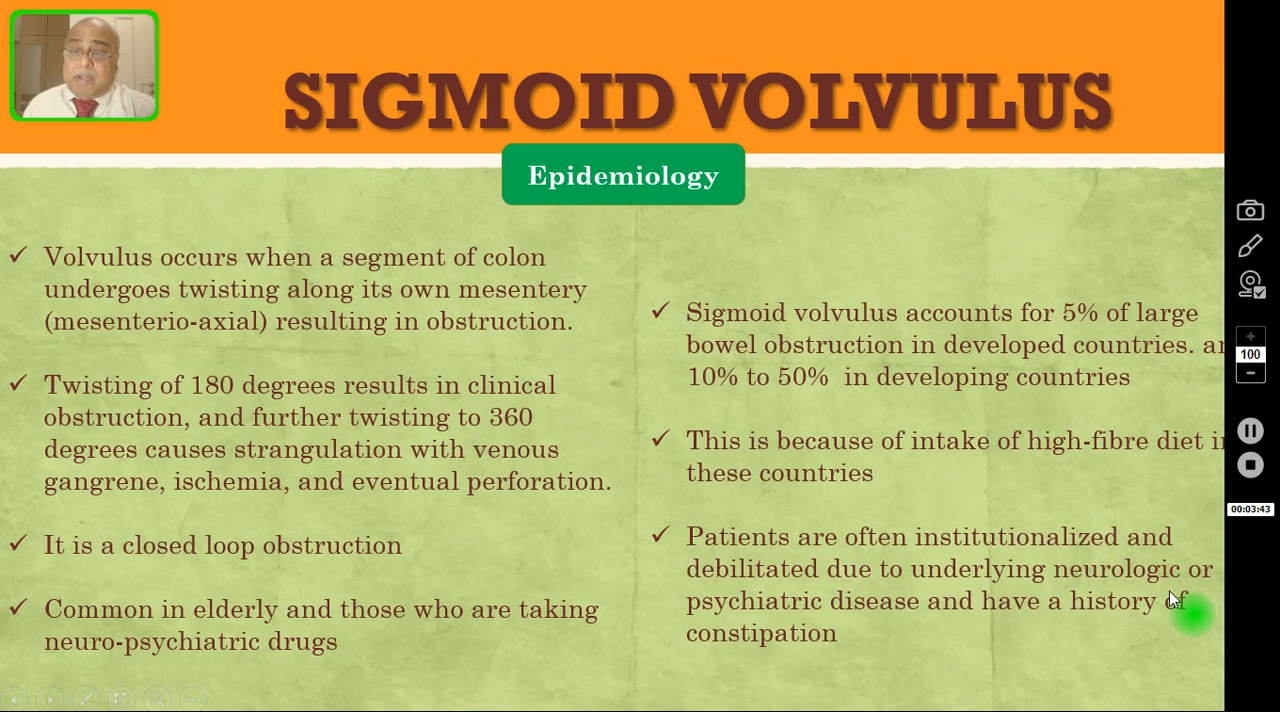 SIGMOID VOLVULUS
Epidemiology
✓ Volvulus occurs when a segment of colon
undergoes twisting along its own mesentery
(mesenterio-axial) resulting in obstruction.
✓ Twisting of 180 degrees results in clinical
obstruction, and further twisting to 360
degrees causes strangulation with venous
gangrene, ischemia, and eventual perforation.
✓ It is a closed loop obstruction
✓ Common in elderly and those who are taking
neuro-psychiatric drugs
✓ Sigmoid volvulus accounts for 5% of large
bowel obstruction in developed countries.
10% to 50% in developing countries
✓ This is because of intake of high-fibre diet
these countries
✓ Patients are often institutionalized and
debilitated due to underlying neurologic or
psychiatric disease and have a history of
constipation
100
00:03:43